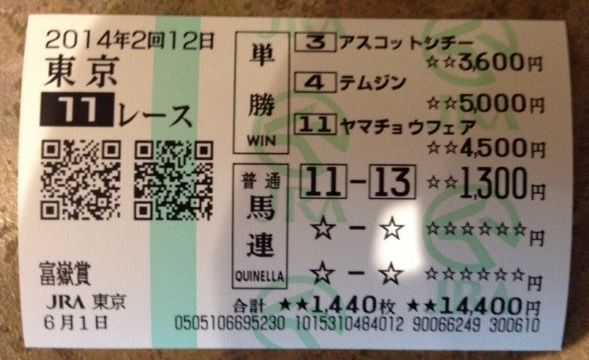 2014年2回12日
東京
11レース
富嶽賞
JRA 東京
6月1日
単勝
WIN
3 アスコットシチー
☆☆3,600円
4 テムジン
☆☆5,000円
11 ヤマチョウフェア
☆☆4,500円
普通
馬連
QUINELLA
11-13 ☆☆1,300円
☆-☆ ☆☆☆☆☆☆円
☆-☆ ☆☆☆☆☆☆円
合計 ★★1,440枚 ★★14,400円
0505106695230 1015310484012 90066249 300610
JRA
JRA
JRA